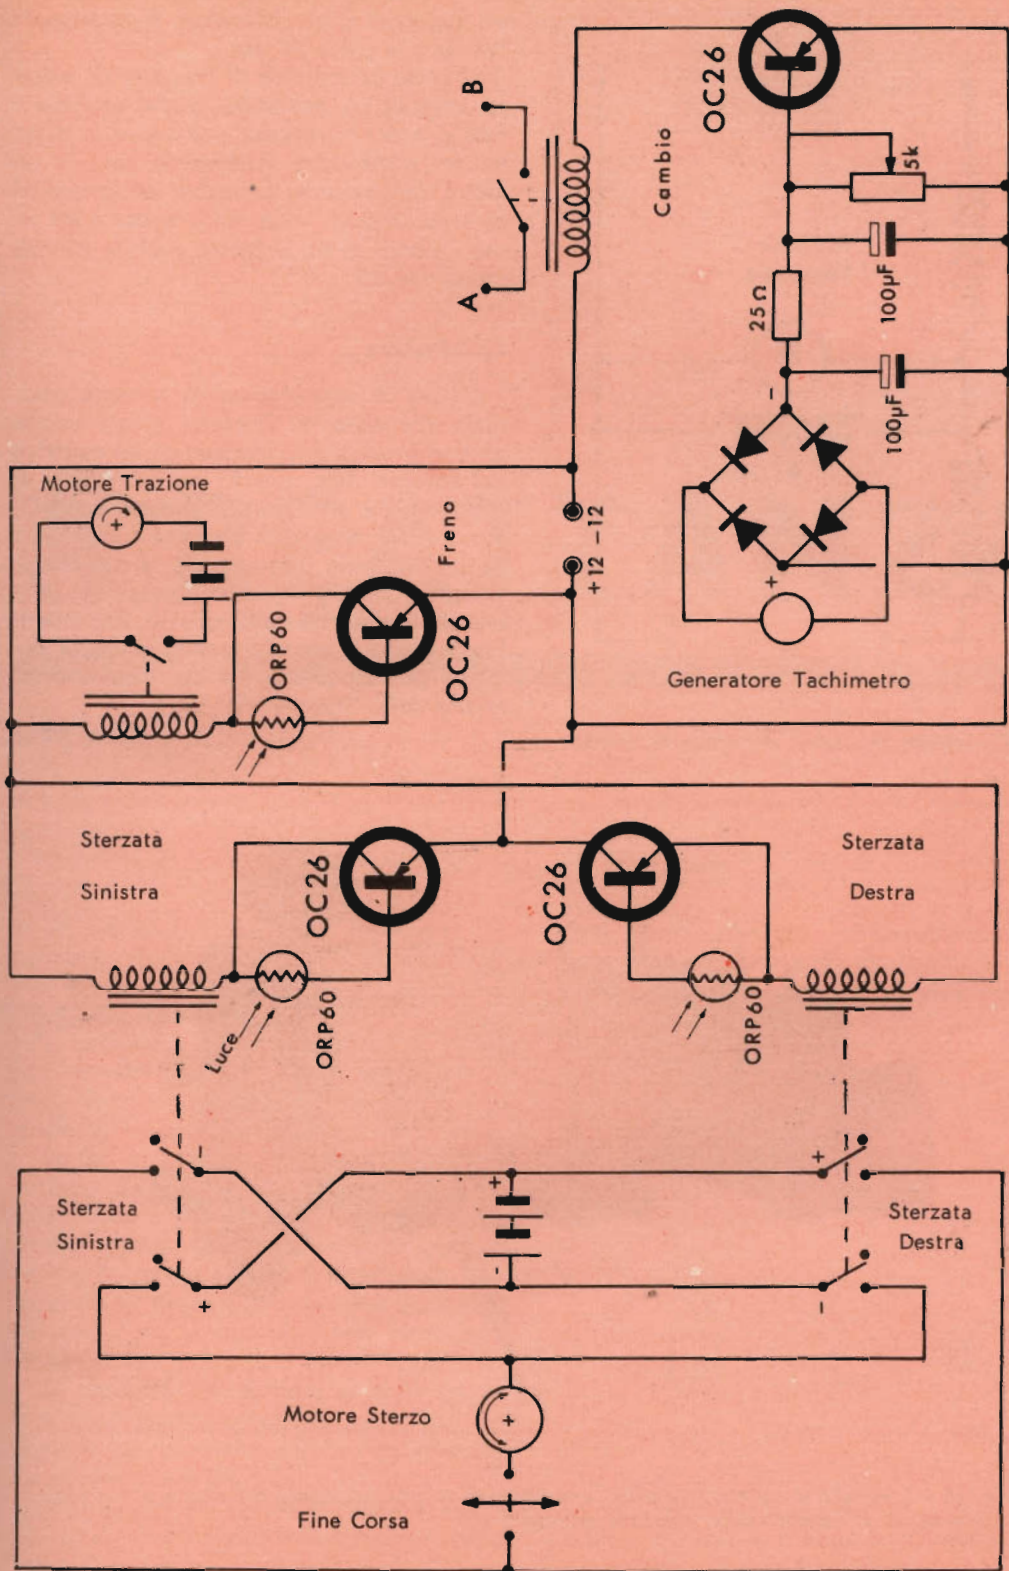 OC26
B
A
Cambio
5k
25Ω
100µF
100µF
-
+
Generatore Tachimetro
Motore Trazione
+
Freno
ORP60
OC26
+12 -12
Sterzata
Sinistra
OC26
OC26
Sterzata
Destra
Luce
ORP60
ORP60
-
+
+
-
+
-
Sterzata
Sinistra
Sterzata
Destra
Motore Sterzo
+
Fine Corsa